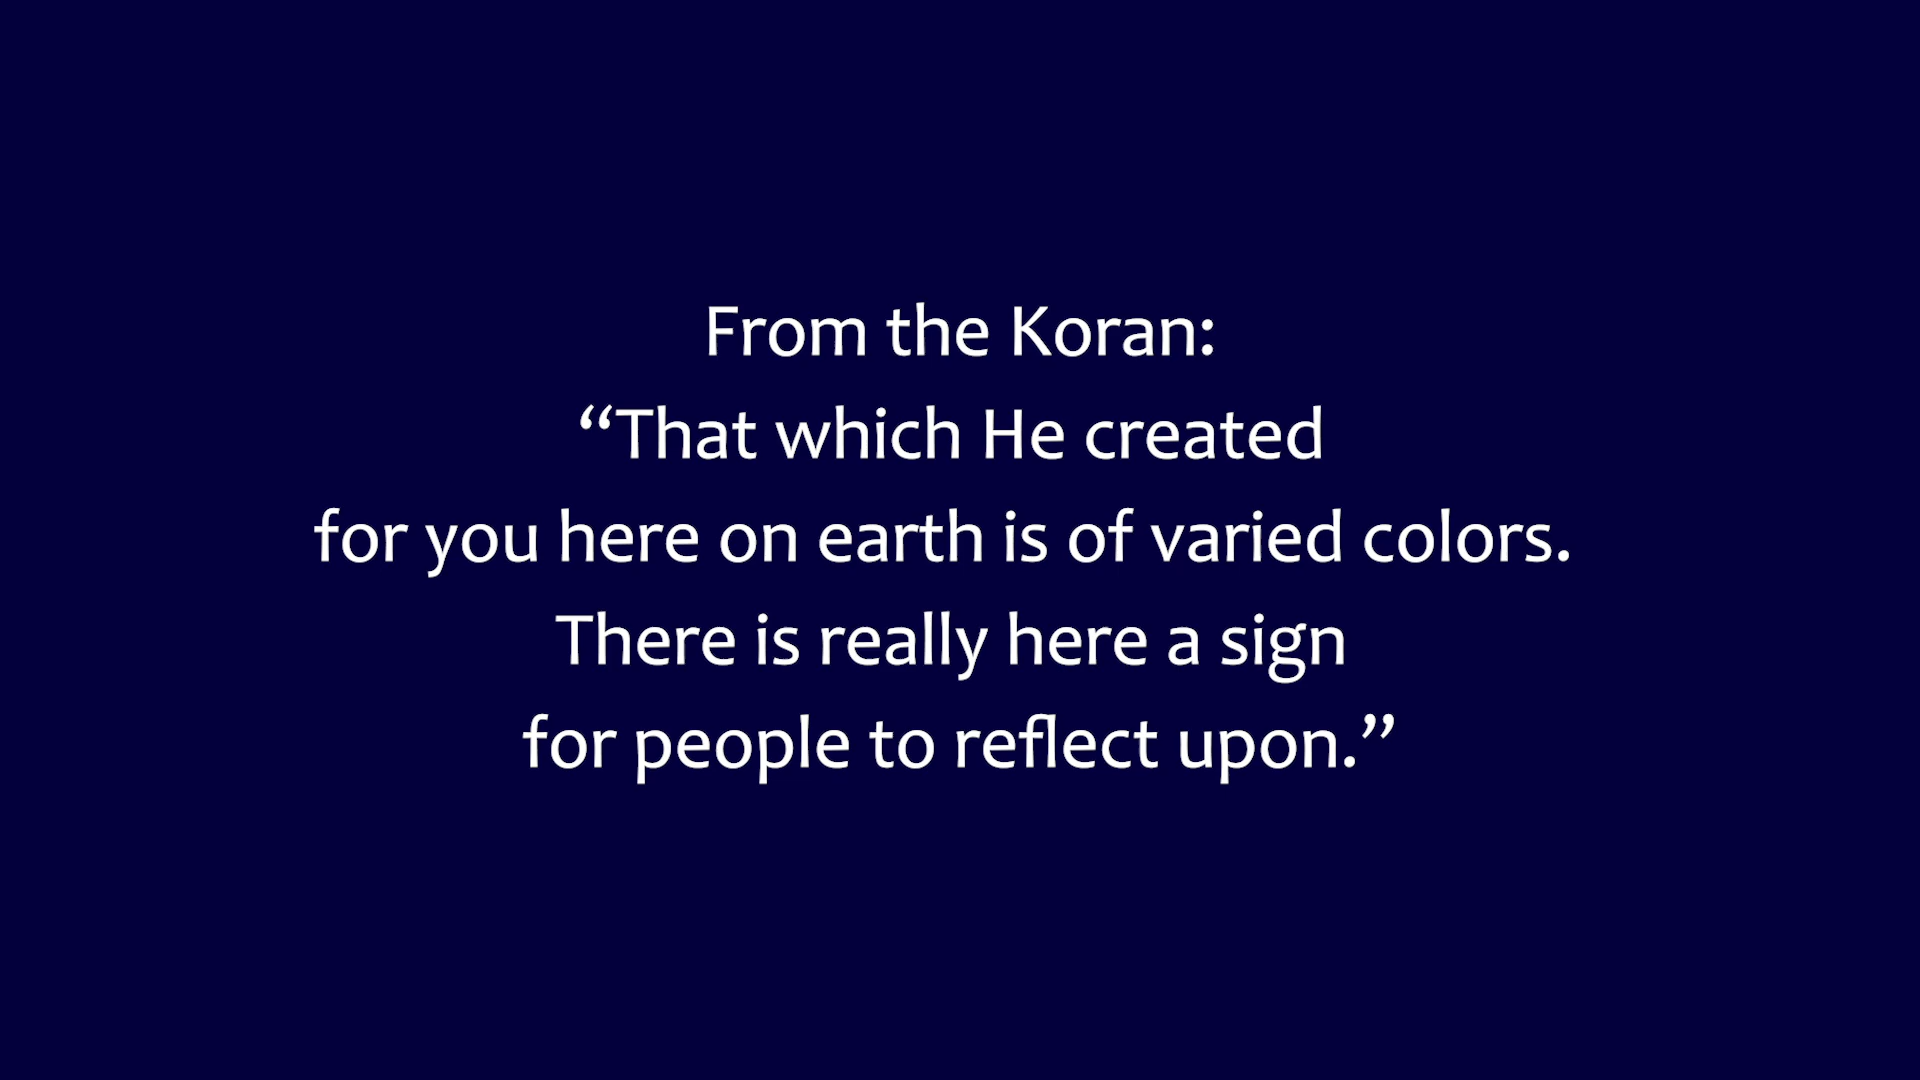 From the Koran:
“That which He created
for you here on earth is of varied colors.
There is really here a sign
for people to reflect upon.”